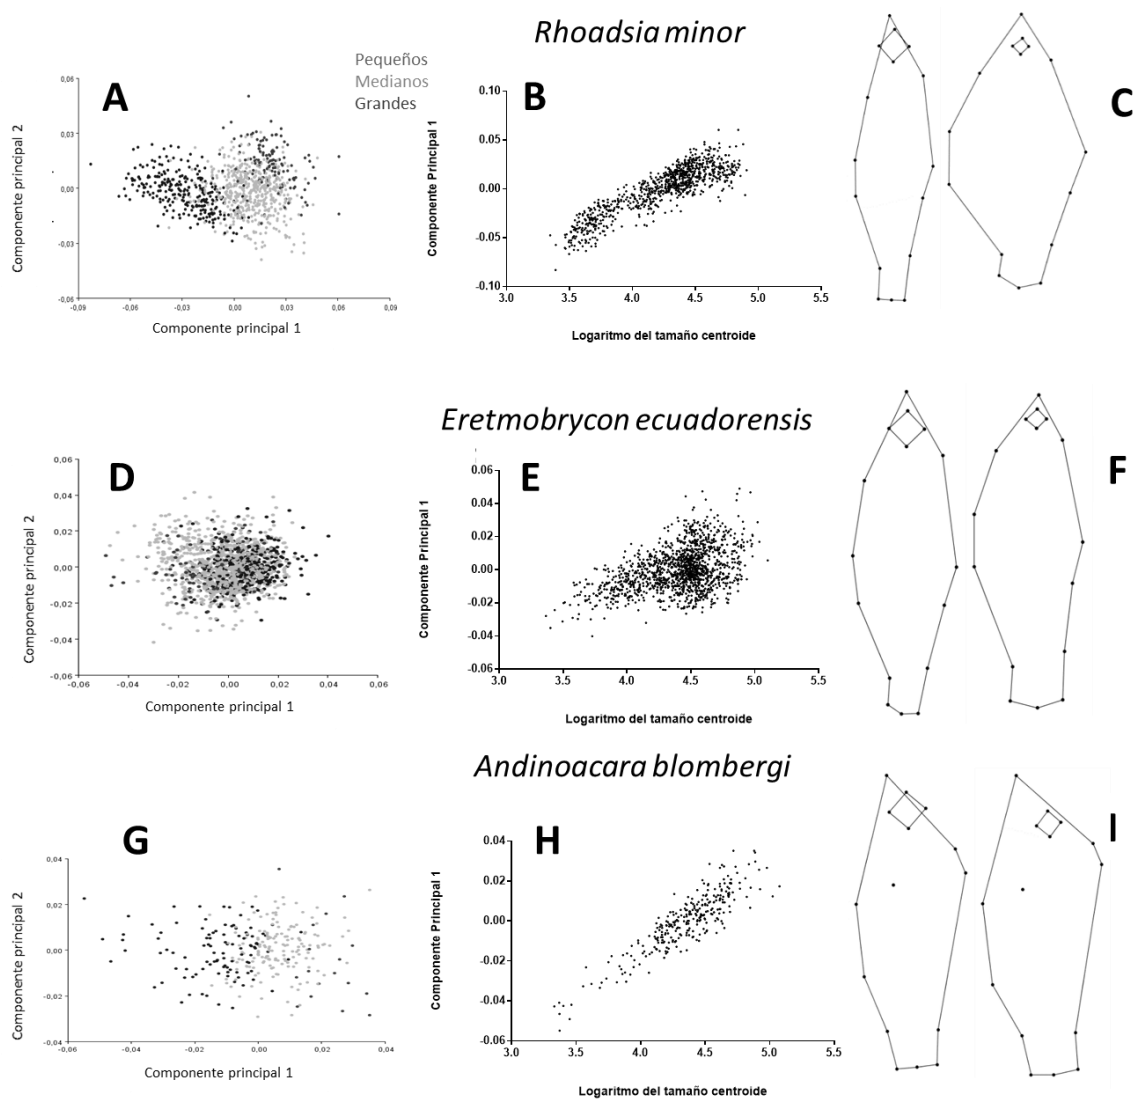 Rhoadsia minor
Pequeños
Medianos
Grandes
A
B
C
0,06
0,03
0,00
-0,03
-0,06
-0,09
-0,06
-0,03
0,00
0,03
0,06
0,09
Componente principal 2
Componente principal 1
0.10
0.05
0.00
-0.05
-0.10
3.0
3.5
4.0
4.5
5.0
5.5
Componente Principal 1
Logaritmo del tamaño centroide
Eretmobrycon ecuadorensis
D
E
F
0,06
0,04
0,02
0,00
-0,02
-0,04
-0,06
-0,06
-0,04
-0,02
0,00
0,02
0,04
0,06
Componente principal 2
Componente principal 1
0.06
0.04
0.02
0.00
-0.02
-0.04
-0.06
3.0
3.5
4.0
4.5
5.0
5.5
Componente Principal 1
Logaritmo del tamaño centroide
Andinoacara blombergi
G
H
I
0,04
0,02
0,00
-0,02
-0,04
-0,06
-0,04
-0,02
0,00
0,02
0,04
Componente principal 2
Componente principal 1
0.04
0.02
0.00
-0.02
-0.04
-0.06
3.0
3.5
4.0
4.5
5.0
5.5
Componente Principal 1
Logaritmo del tamaño centroide